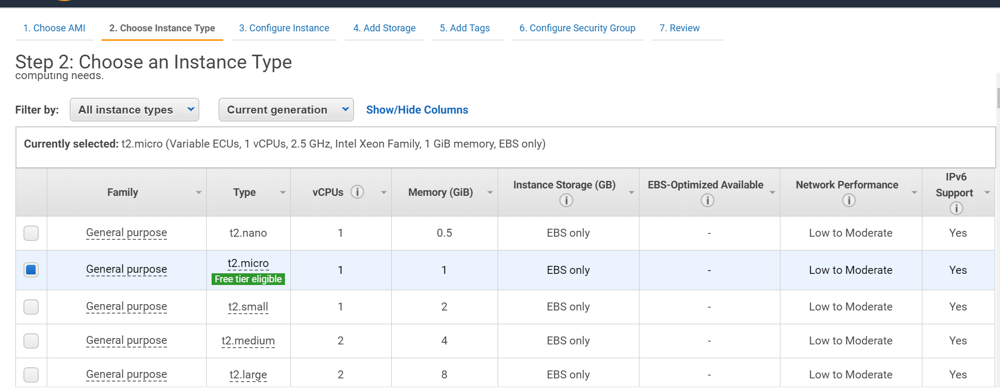 1. Choose AMI 2. Choose Instance Type 3. Configure Instance 4. Add Storage 5. Add Tags 6. Configure Security Group 7. Review
Step 2: Choose an Instance Type
computing needs.
Filter by: All instance types Current generation Show/Hide Columns
Currently selected: t2.micro (Variable ECUs, 1 vCPUs, 2.5 GHz, Intel Xeon Family, 1 GiB memory, EBS only)
Family Type vCPUs Memory (GiB) Instance Storage (GB) EBS-Optimized Available Network Performance IPv6 Support
General purpose t2.nano 1 0.5 EBS only - Low to Moderate Yes
General purpose t2.micro Free tier eligible 1 1 EBS only - Low to Moderate Yes
General purpose t2.small 1 2 EBS only - Low to Moderate Yes
General purpose t2.medium 2 4 EBS only - Low to Moderate Yes
General purpose t2.large 2 8 EBS only - Low to Moderate Yes